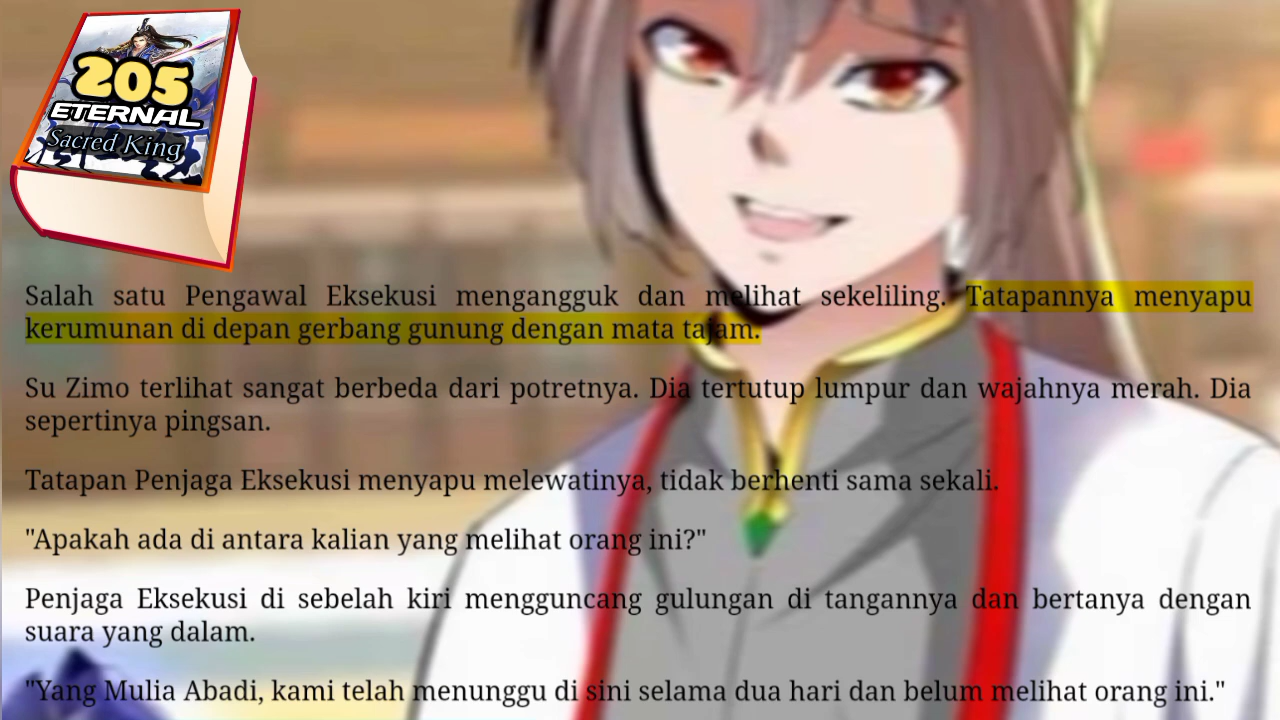 205
ETERNAL
Sacred King
Salah satu Pengawal Eksekusi mengangguk dan melihat sekeliling. Tatapannya menyapu
kerumunan di depan gerbang gunung dengan mata tajam.
Su Zimo terlihat sangat berbeda dari potretnya. Dia tertutup lumpur dan wajahnya merah. Dia
sepertinya pingsan.
Tatapan Penjaga Eksekusi menyapu melewatinya, tidak berhenti sama sekali.
"Apakah ada di antara kalian yang melihat orang ini?"
Penjaga Eksekusi di sebelah kiri mengguncang gulungan di tangannya dan bertanya dengan
suara yang dalam.
"Yang Mulia Abadi, kami telah menunggu di sini selama dua hari dan belum melihat orang ini."